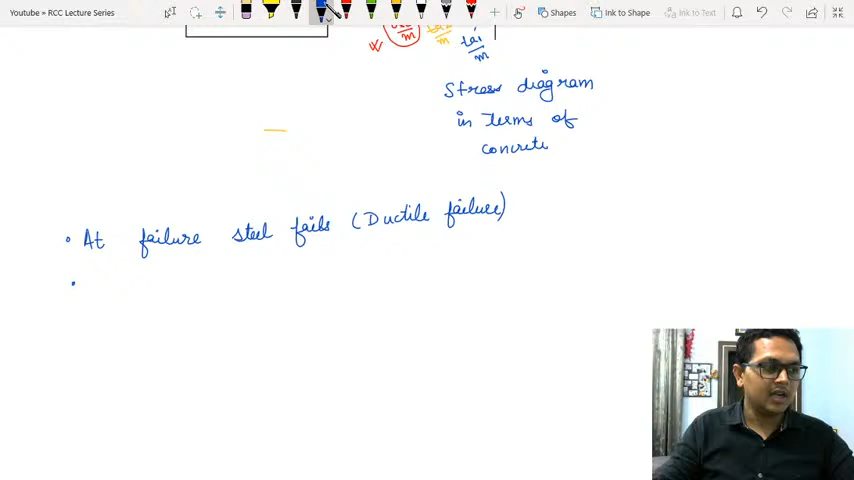 Youtube » RCC Lecture Series
Shapes
Ink to Shape
Ink to Text
m
m
m
Stress diagram
in terms of
concrete
• At failure steel fails (Ductile failure)
•